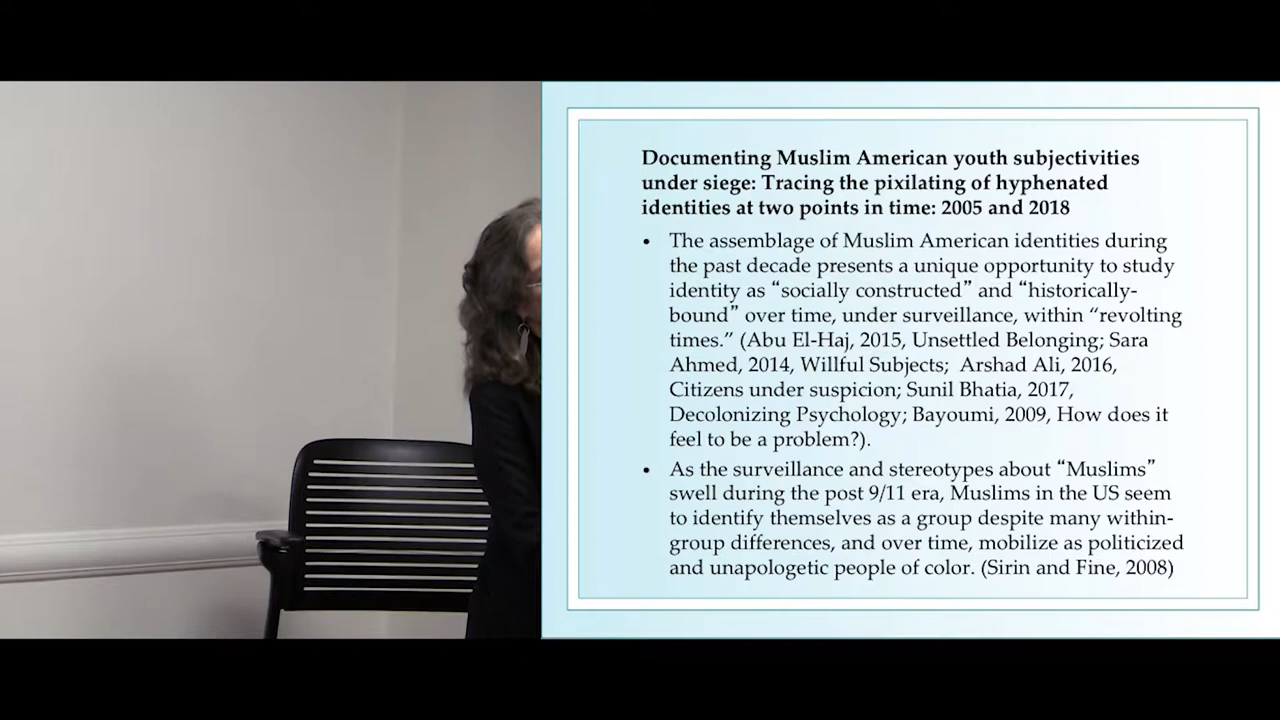 Documenting Muslim American youth subjectivities
under siege: Tracing the pixilating of hyphenated
identities at two points in time: 2005 and 2018
• The assemblage of Muslim American identities during
the past decade presents a unique opportunity to study
identity as “socially constructed” and “historically-
bound” over time, under surveillance, within “revolting
times.” (Abu El-Haj, 2015, Unsettled Belonging; Sara
Ahmed, 2014, Willful Subjects; Arshad Ali, 2016,
Citizens under suspicion; Sunil Bhatia, 2017,
Decolonizing Psychology; Bayoumi, 2009, How does it
feel to be a problem?).
• As the surveillance and stereotypes about “Muslims”
swell during the post 9/11 era, Muslims in the US seem
to identify themselves as a group despite many within-
group differences, and over time, mobilize as politicized
and unapologetic people of color. (Sirin and Fine, 2008)